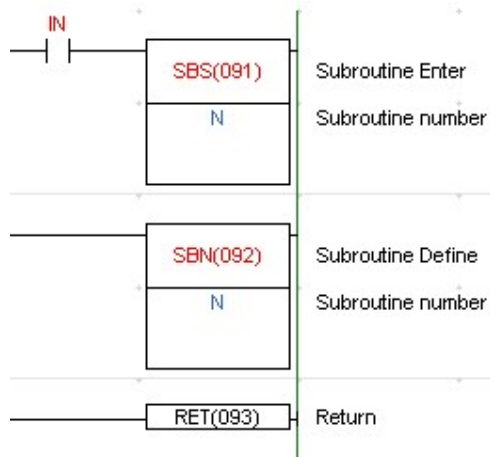 IN
SBS(091) Subroutine Enter
N Subroutine number
SBN(092) Subroutine Define
N Subroutine number
RET(093) Return